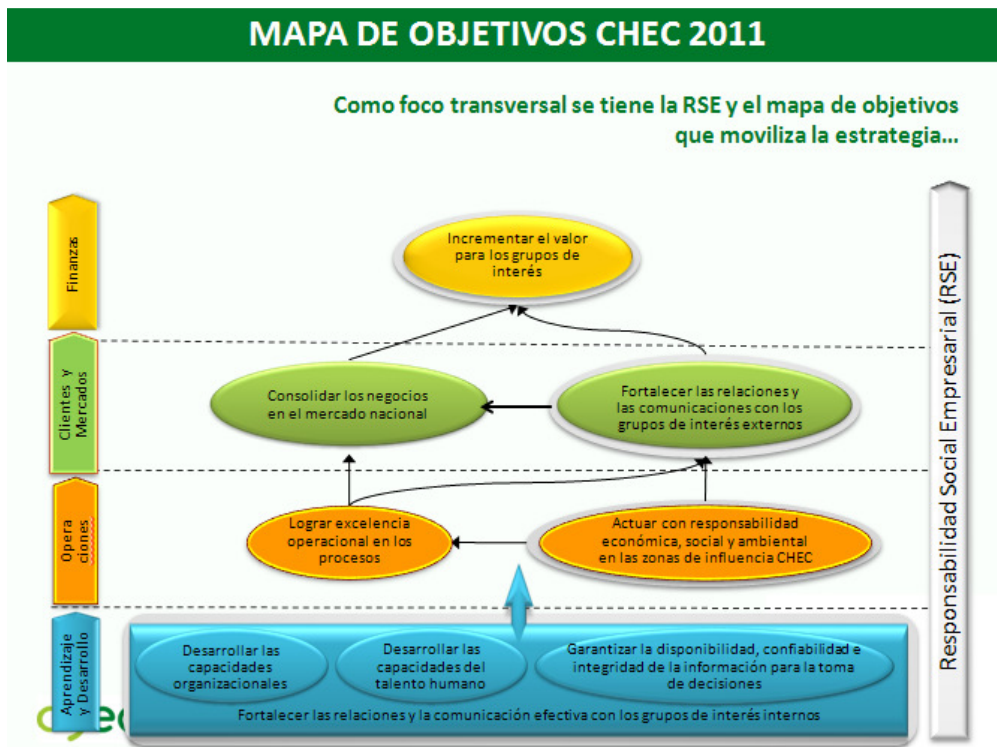 MAPA DE OBJETIVOS CHEC 2011
Como foco transversal se tiene la RSE y el mapa de objetivos
que moviliza la estrategia...
Finanzas
Incrementar el valor
para los grupos de
interés
Clientes y
Mercados
Consolidar los negocios
en el mercado nacional
Fortalecer las relaciones y
las comunicaciones con los
grupos de interés externos
Opera
ciones
Lograr excelencia
operacional en los
procesos
Actuar con responsabilidad
económica, social y ambiental
en las zonas de influencia CHEC
Aprendizaje
y Desarrollo
Desarrollar las
capacidades
organizacionales
Desarrollar las
capacidades del
talento humano
Garantizar la disponibilidad, confiabilidad e
integridad de la información para la toma
de decisiones
Fortalecer las relaciones y la comunicación efectiva con los grupos de interés internos
Responsabilidad Social Empresarial (RSE)